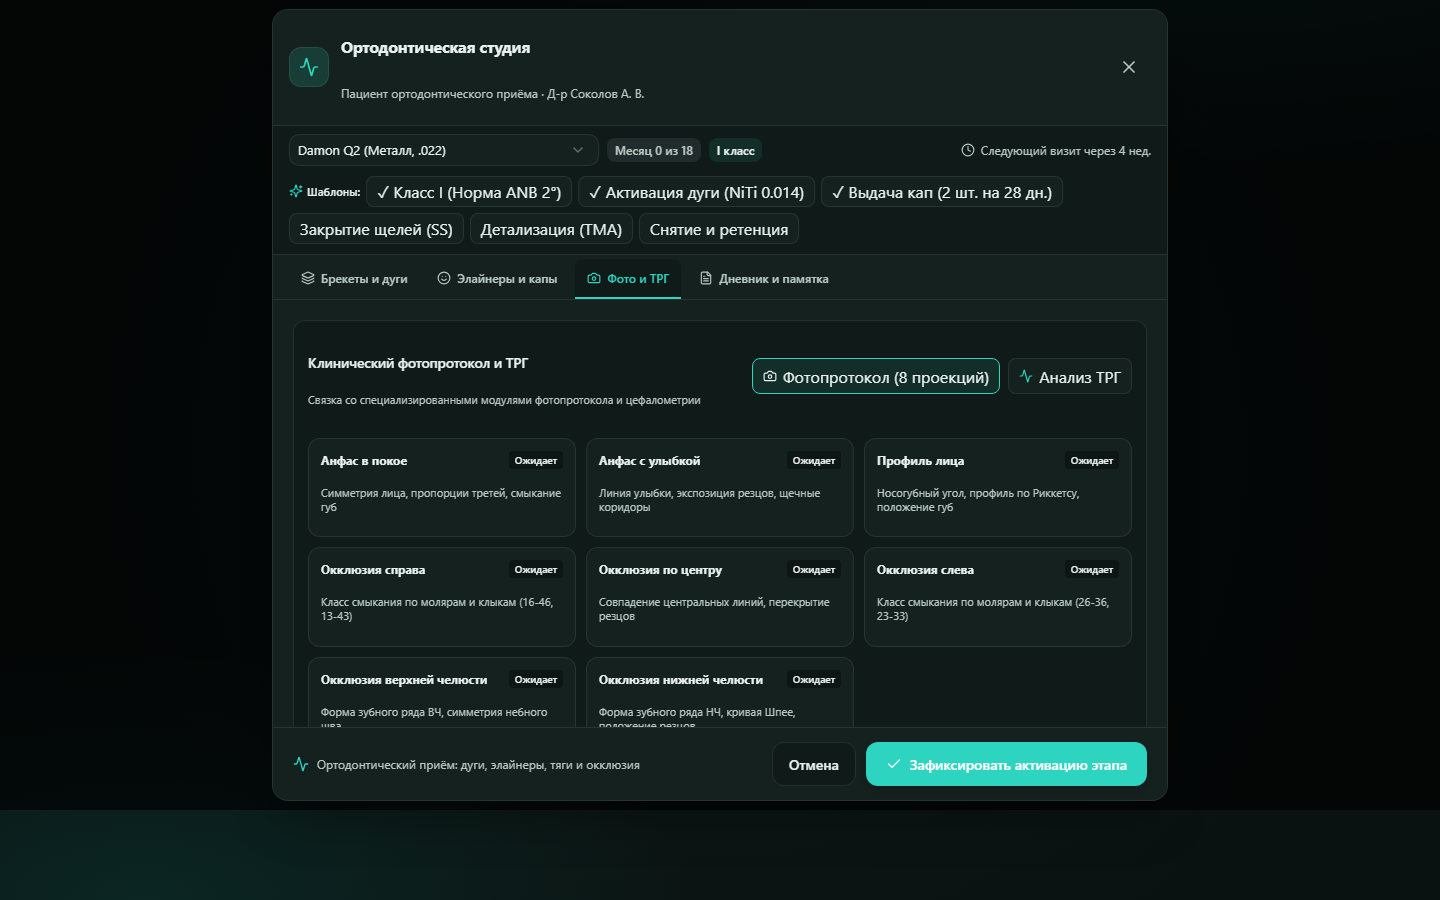 Ортодонтическая студия
Пациент ортодонтического приёма · Д-р Соколов А. В.
Damon Q2 (Металл, .022)
Месяц 0 из 18
I класс
Следующий визит через 4 нед.
Шаблоны:
✓ Класс I (Норма ANB 2°)
✓ Активация дуги (NiTi 0.014)
✓ Выдача кап (2 шт. на 28 дн.)
Закрытие щелей (SS)
Детализация (TMA)
Снятие и ретенция
Брекеты и дуги
Элайнеры и капы
Фото и ТРГ
Дневник и памятка
Клинический фотопротокол и ТРГ
Связка со специализированными модулями фотопротокола и цефалометрии
Фотопротокол (8 проекций)
Анализ ТРГ
Анфас в покое
Ожидает
Симметрия лица, пропорции третей, смыкание
губ
Анфас с улыбкой
Ожидает
Линия улыбки, экспозиция резцов, щечные
коридоры
Профиль лица
Ожидает
Носогубный угол, профиль по Риккетсу,
положение губ
Окклюзия справа
Ожидает
Класс смыкания по молярам и клыкам (16-46,
13-43)
Окклюзия по центру
Ожидает
Совпадение центральных линий, перекрытие
резцов
Окклюзия слева
Ожидает
Класс смыкания по молярам и клыкам (26-36,
23-33)
Окклюзия верхней челюсти
Ожидает
Форма зубного ряда ВЧ, симметрия небного
шва
Окклюзия нижней челюсти
Ожидает
Форма зубного ряда НЧ, кривая Шпее,
положение резцов
Ортодонтический приём: дуги, элайнеры, тяги и окклюзия
Отмена
Зафиксировать активацию этапа